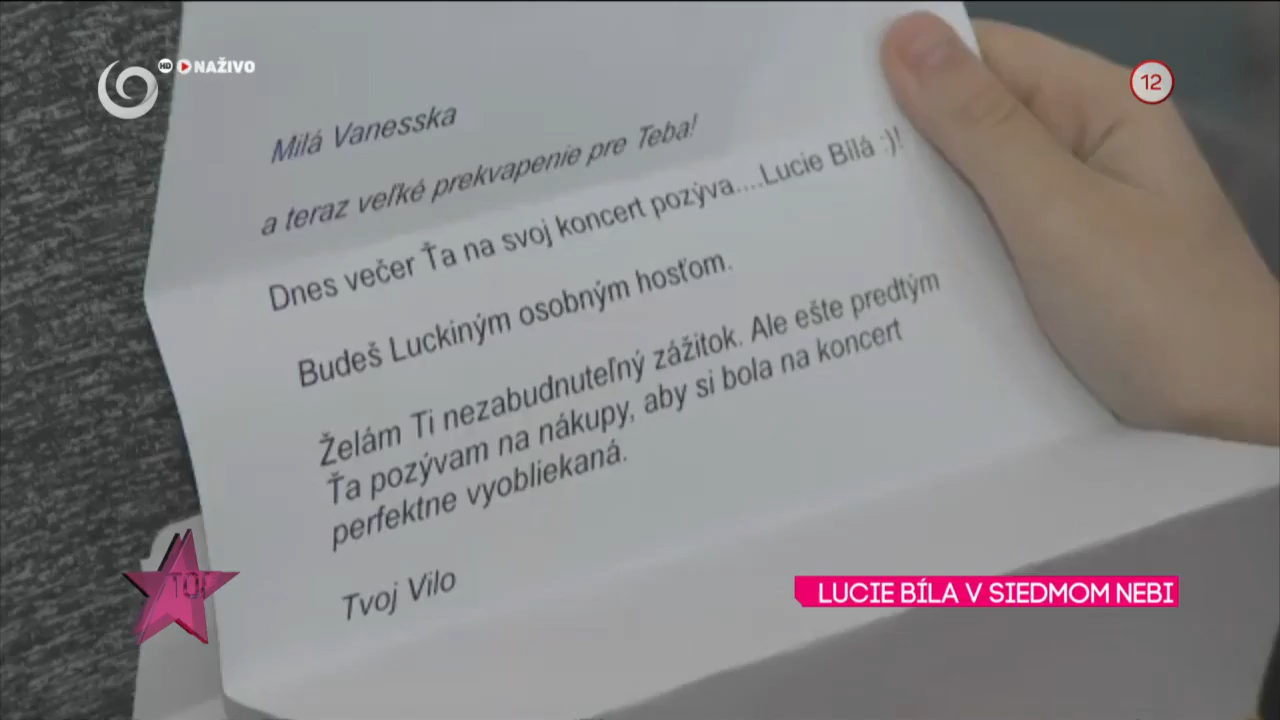 HD NAŽIVO
12
Milá Vanesska
a teraz veľké prekvapenie pre Teba!
Dnes večer Ťa na svoj koncert pozýva....Lucie Bílá :)!
Budeš Luckiným osobným hosťom.
Želám Ti nezabudnuteľný zážitok. Ale ešte predtým
Ťa pozývam na nákupy, aby si bola na koncert
perfektne vyobliekaná.
Tvoj Vilo
TOP
LUCIE BÍLA V SIEDMOM NEBI